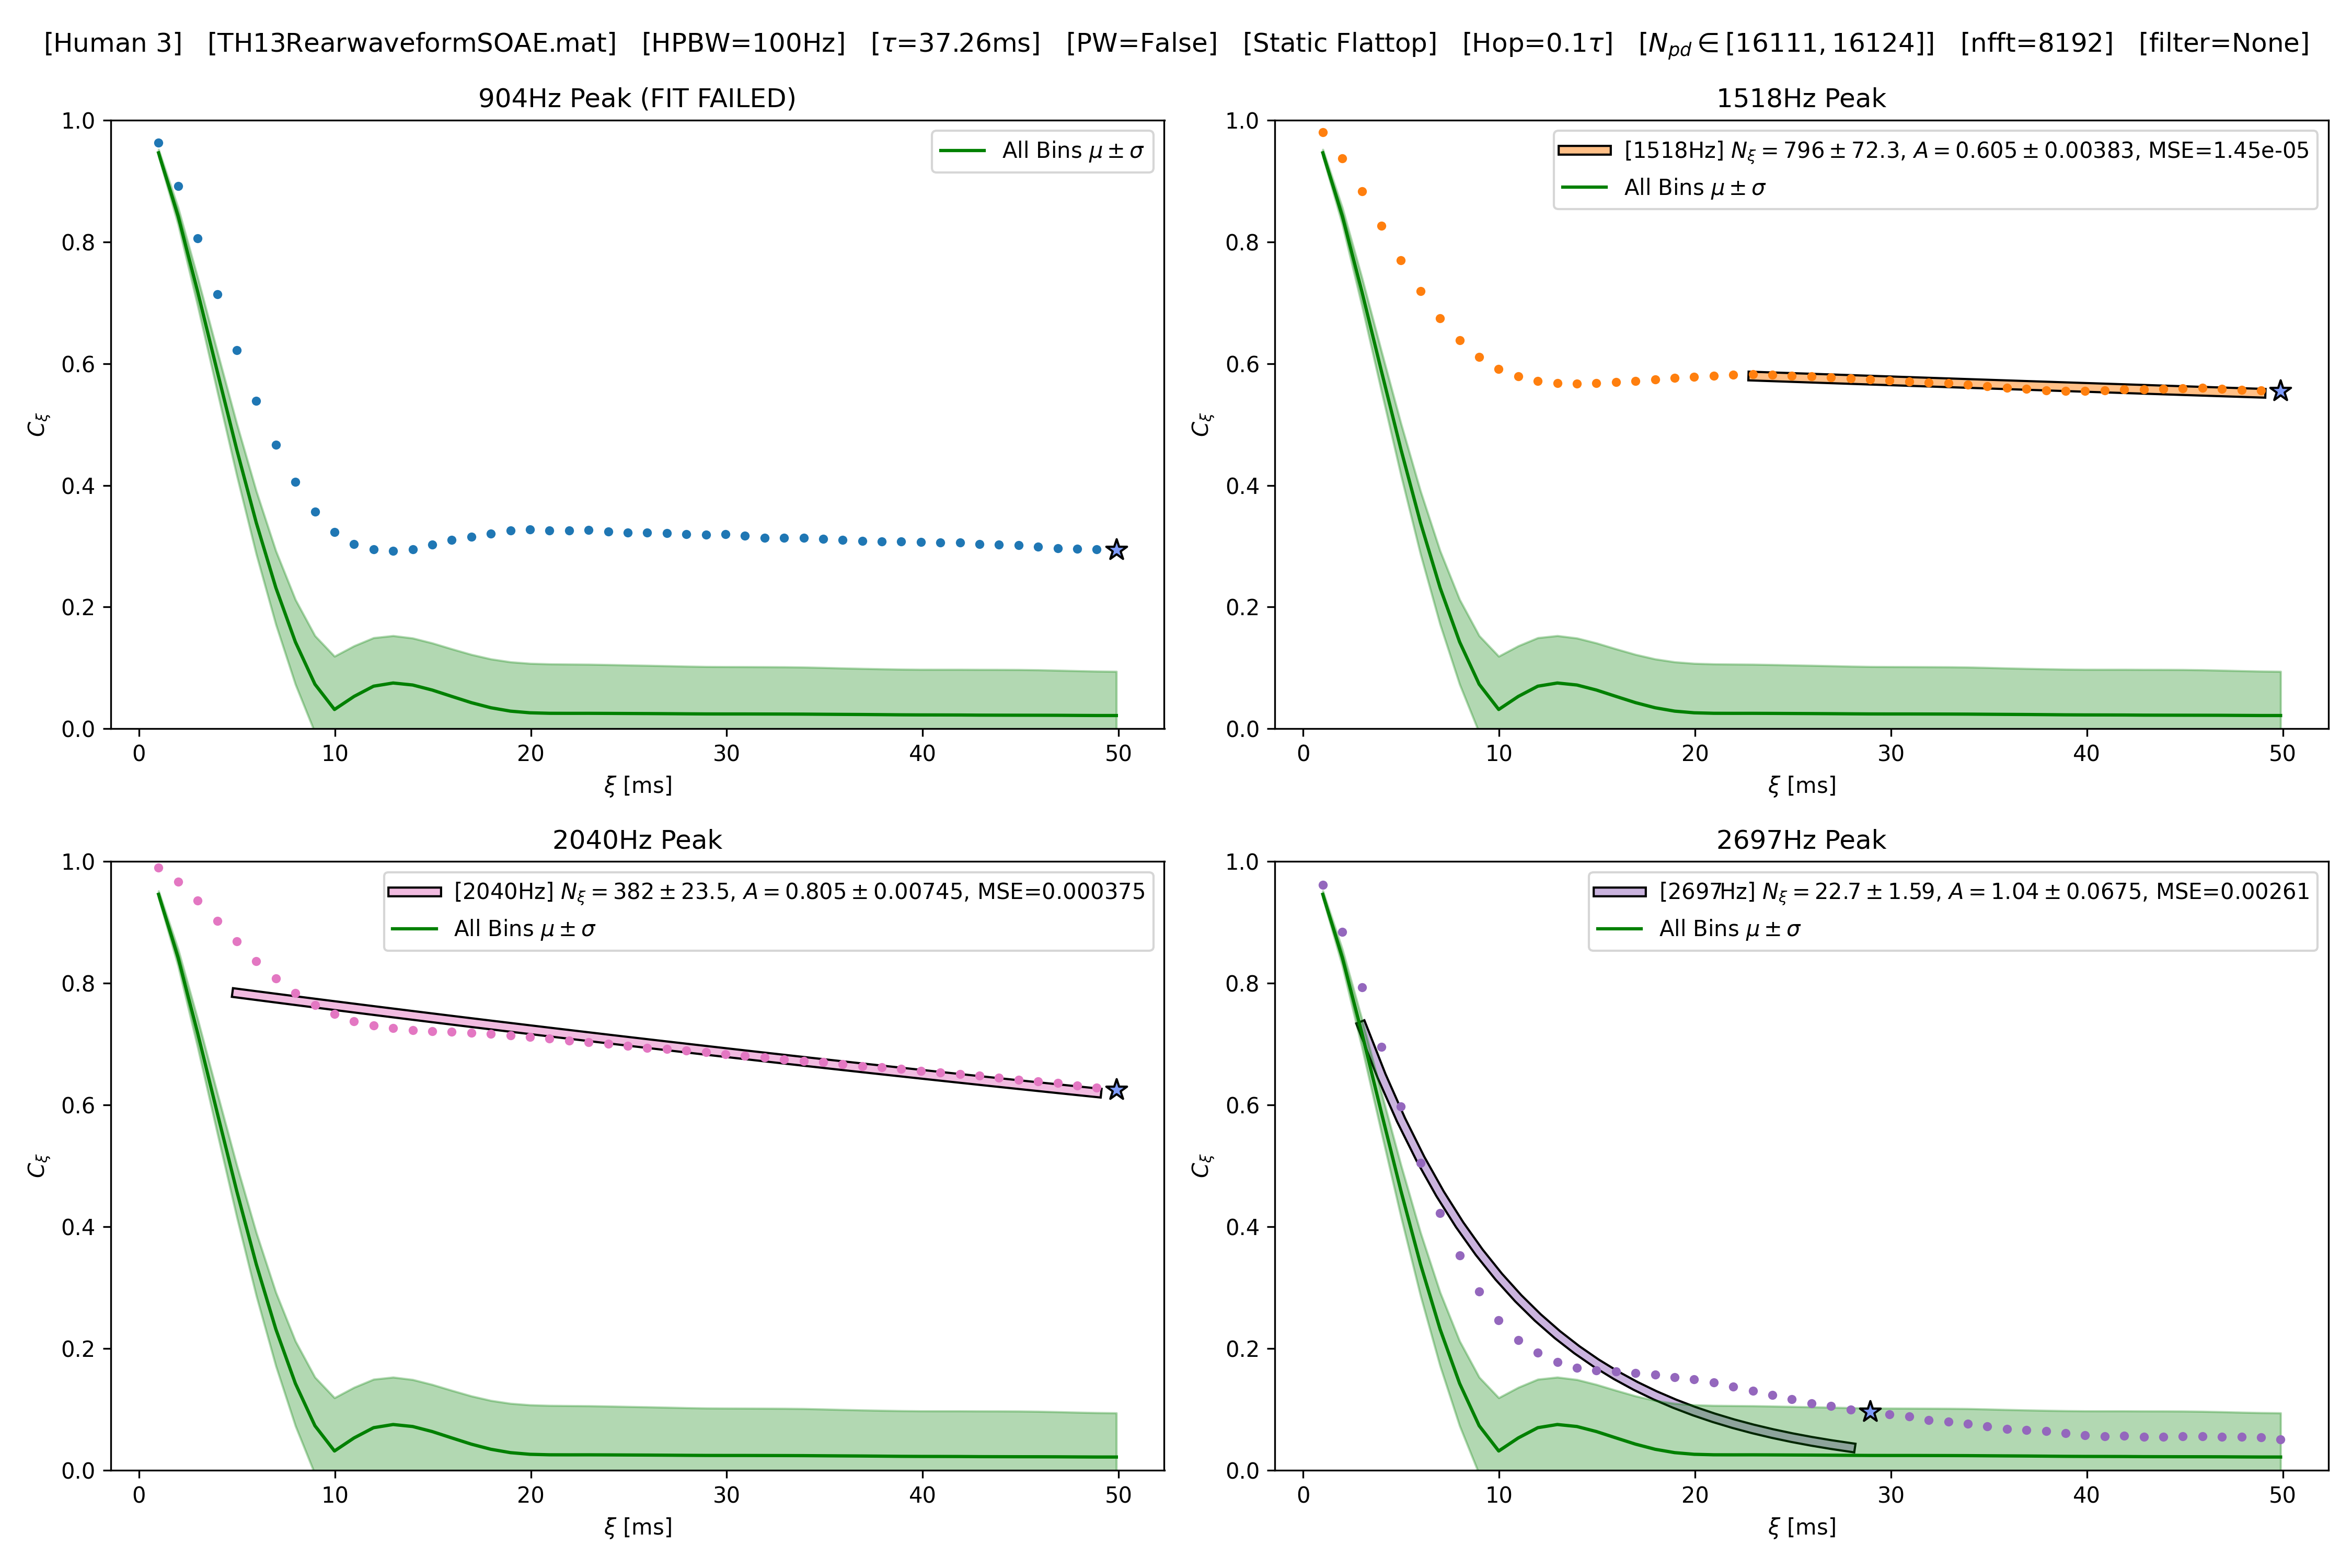 [Human 3] [TH13RearwaveformSOAE.mat] [HPBW=100Hz] [τ=37.26ms] [PW=False] [Static Flattop] [Hop=0.1τ] [N_pd ∈ [16111, 16124]] [nfft=8192] [filter=None]
904Hz Peak (FIT FAILED)
All Bins μ ± σ
1.0
0.8
0.6
0.4
0.2
0.0
C_ξ
0 10 20 30 40 50
ξ [ms]
1518Hz Peak
[1518Hz] N_ξ = 796 ± 72.3, A = 0.605 ± 0.00383, MSE=1.45e-05
All Bins μ ± σ
1.0
0.8
0.6
0.4
0.2
0.0
C_ξ
0 10 20 30 40 50
ξ [ms]
2040Hz Peak
[2040Hz] N_ξ = 382 ± 23.5, A = 0.805 ± 0.00745, MSE=0.000375
All Bins μ ± σ
1.0
0.8
0.6
0.4
0.2
0.0
C_ξ
0 10 20 30 40 50
ξ [ms]
2697Hz Peak
[2697Hz] N_ξ = 22.7 ± 1.59, A = 1.04 ± 0.0675, MSE=0.00261
All Bins μ ± σ
1.0
0.8
0.6
0.4
0.2
0.0
C_ξ
0 10 20 30 40 50
ξ [ms]